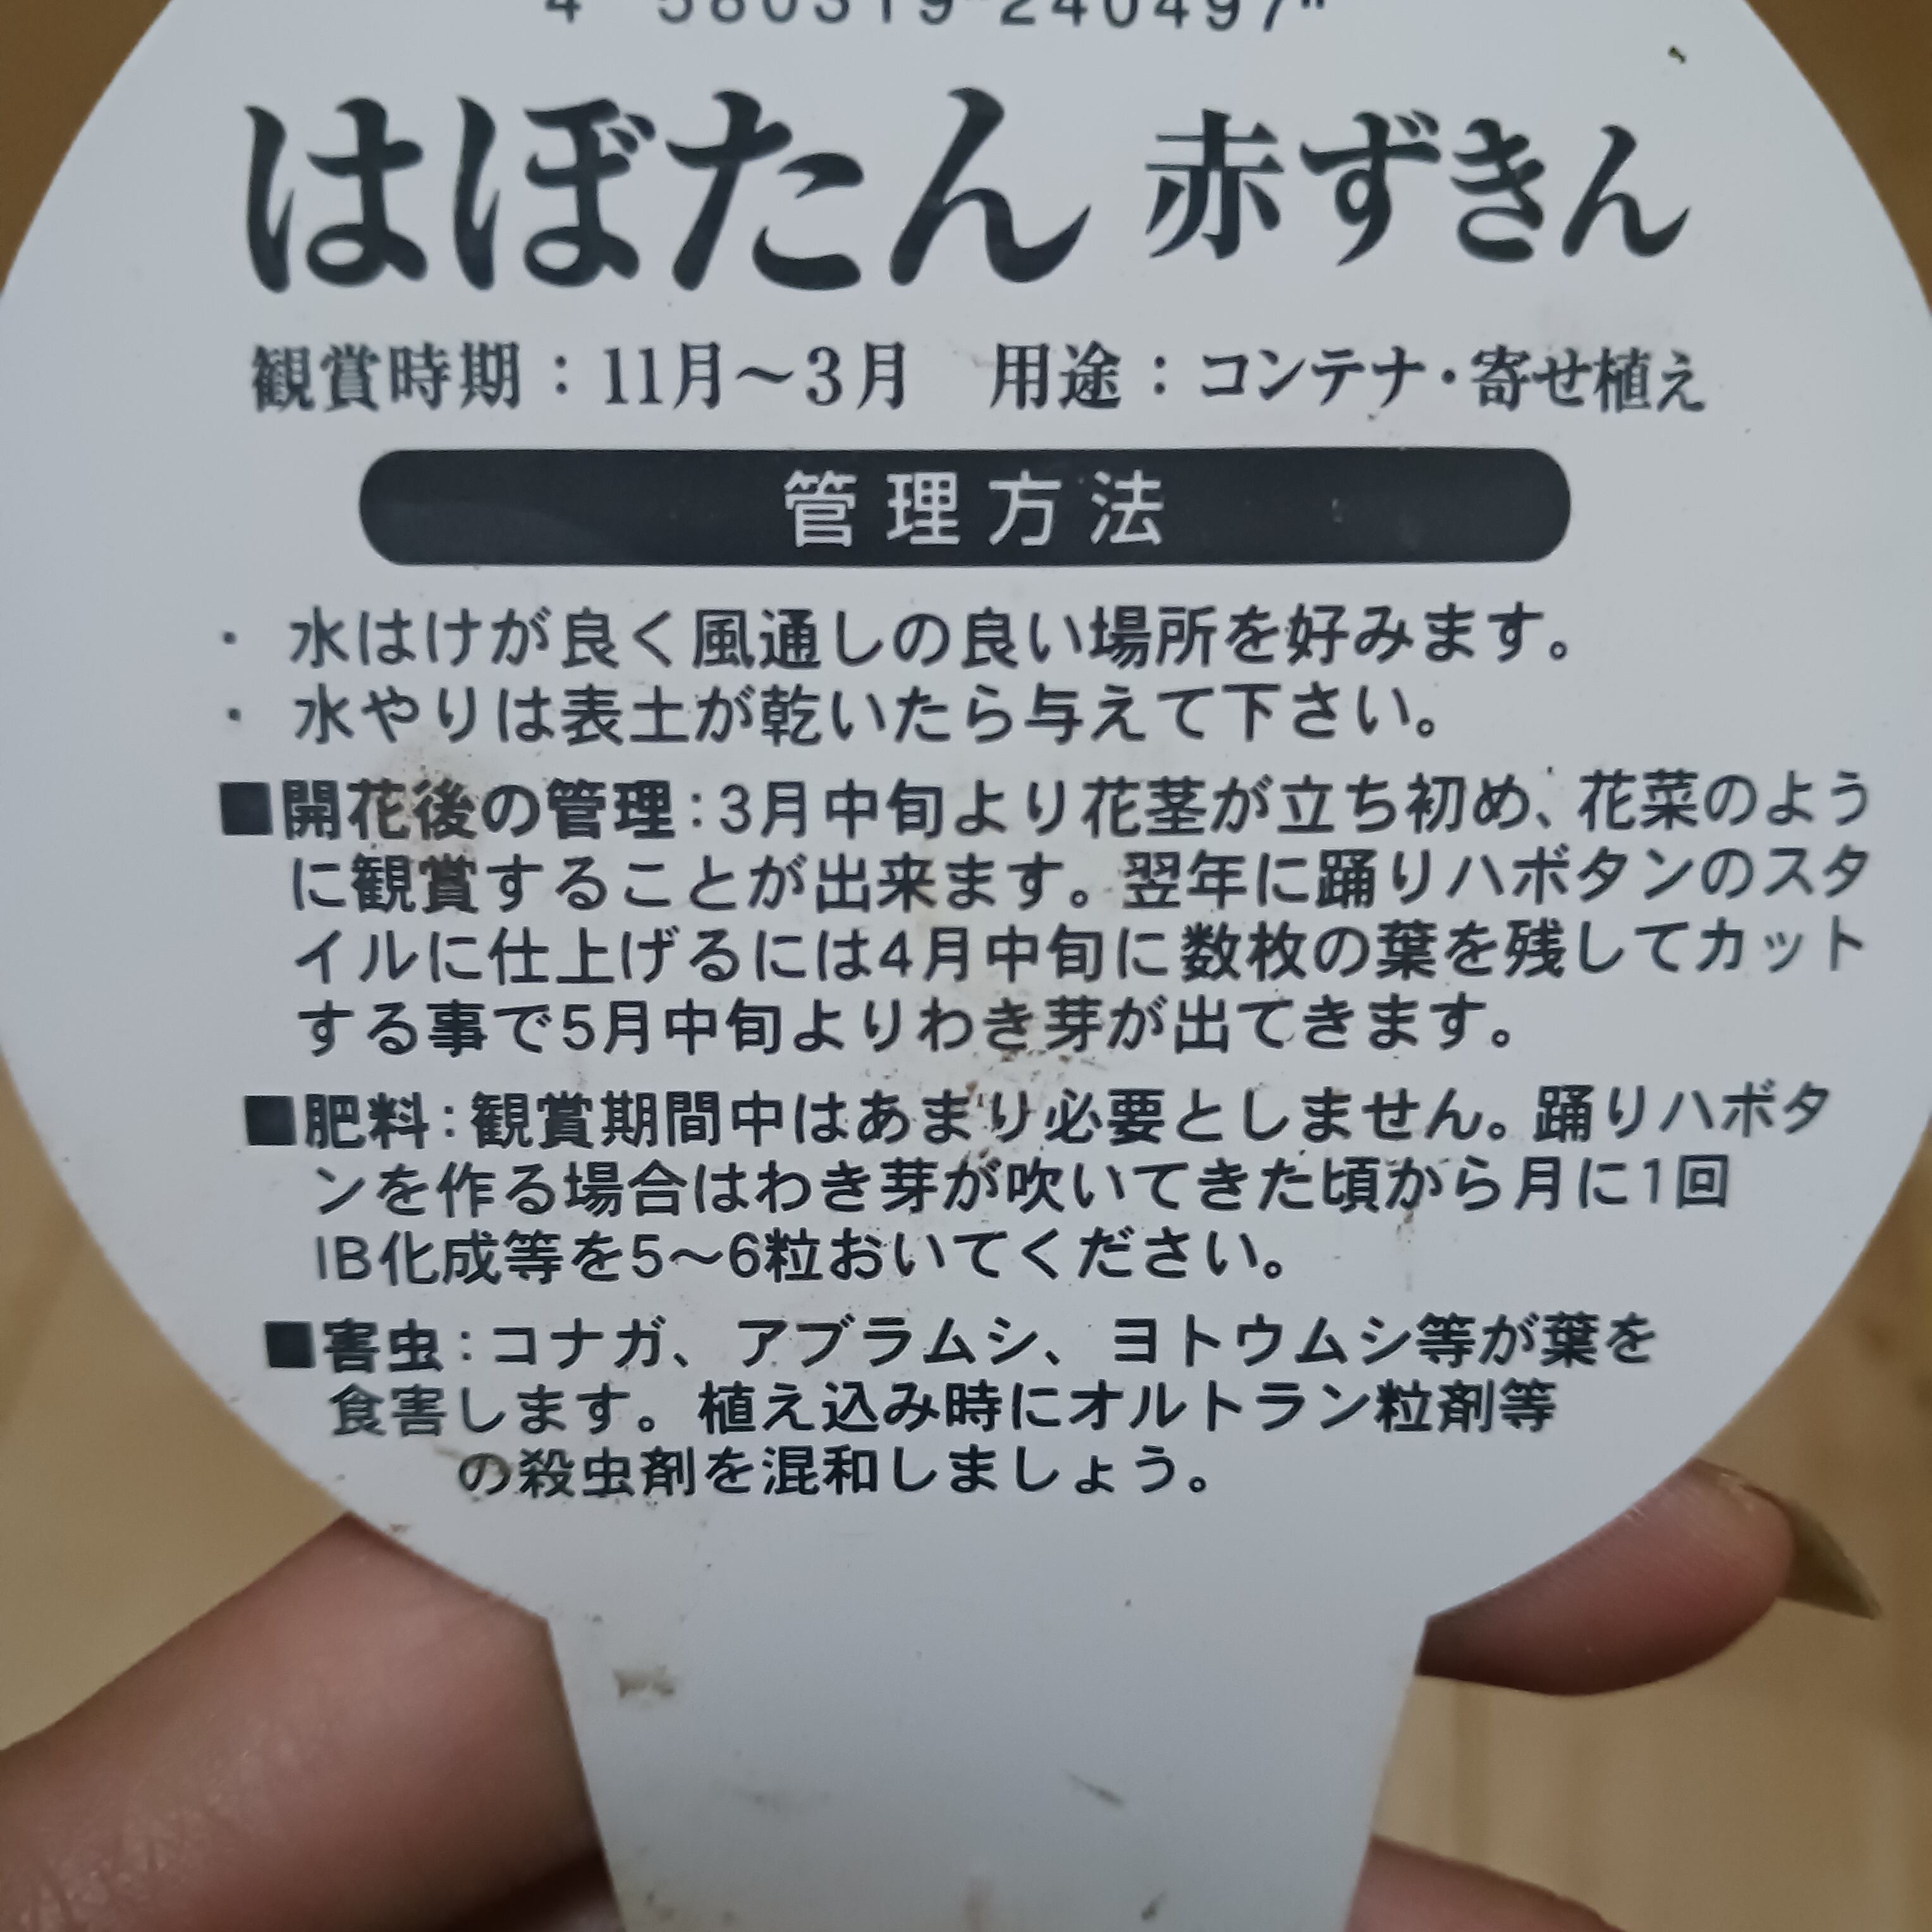 4 580319 240497
はぼたん 赤ずきん
観賞時期：11月〜3月　用途：コンテナ・寄せ植え
管理方法
・ 水はけが良く風通しの良い場所を好みます。
・ 水やりは表土が乾いたら与えて下さい。
■開花後の管理：3月中旬より花茎が立ち初め、花菜のよう
に観賞することが出来ます。翌年に踊りハボタンのスタ
イルに仕上げるには4月中旬に数枚の葉を残してカット
する事で5月中旬よりわき芽が出てきます。
■肥料：観賞期間中はあまり必要としません。踊りハボタ
ンを作る場合はわき芽が吹いてきた頃から月に1回
IB化成等を5〜6粒おいてください。
■害虫：コナガ、アブラムシ、ヨトウムシ等が葉を
食害します。植え込み時にオルトラン粒剤等
の殺虫剤を混和しましょう。